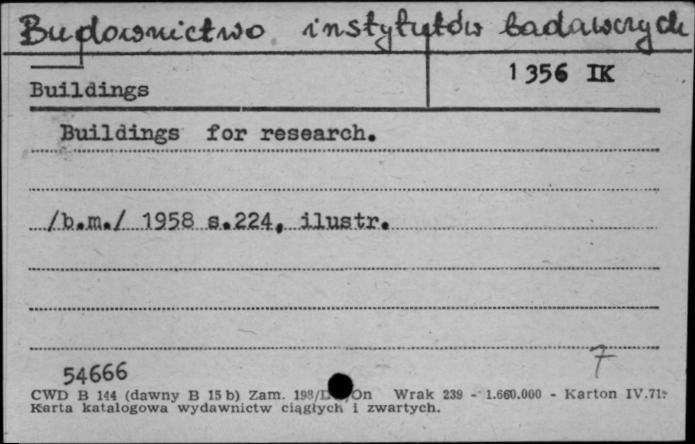 Budownictwo instytutów badawczych
Buildings
1356 IK
Buildings for research.
/b.m./ 1958 s.224, ilustr.
7
54666
CWD B 144 (dawny B 15 b) Zam. 198/ On Wrak 239 - 1.660.000 - Karton IV.71.
Karta katalogowa wydawnictw ciągłych i zwartych.